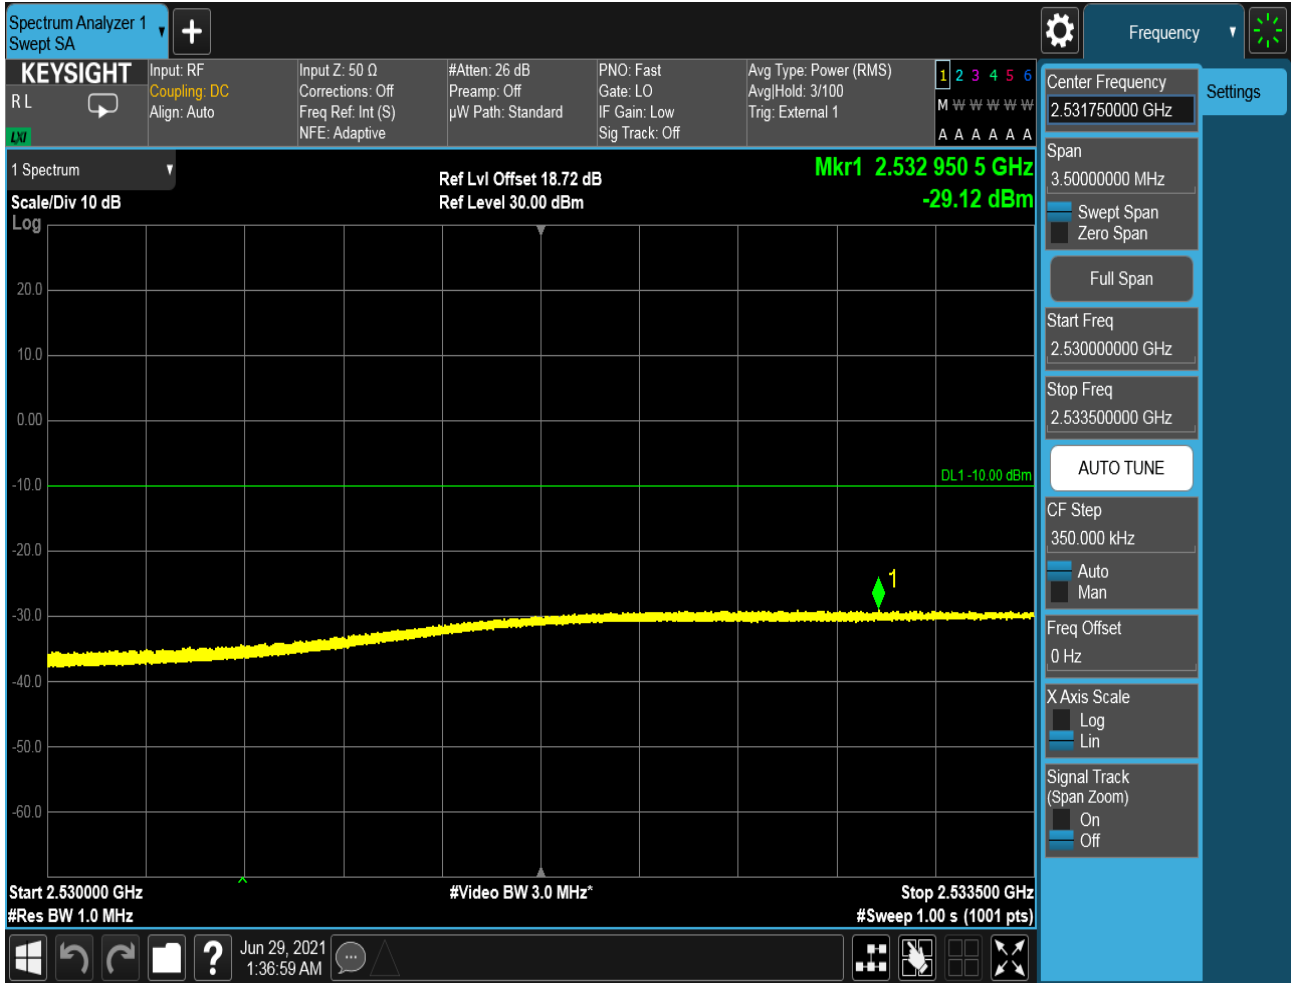 Spectrum Analyzer 1
Swept SA
Frequency
KEYSIGHT
R L
LXI
Input: RF
Coupling: DC
Align: Auto
Input Z: 50 Ω
Corrections: Off
Freq Ref: Int (S)
NFE: Adaptive
#Atten: 26 dB
Preamp: Off
µW Path: Standard
PNO: Fast
Gate: LO
IF Gain: Low
Sig Track: Off
Avg Type: Power (RMS)
Avg|Hold: 3/100
Trig: External 1
1 2 3 4 5 6
M W W W W W
A A A A A A
1 Spectrum
Scale/Div 10 dB
Log
Ref Lvl Offset 18.72 dB
Ref Level 30.00 dBm
Mkr1 2.532 950 5 GHz
-29.12 dBm
20.0
10.0
0.00
-10.0
-20.0
-30.0
-40.0
-50.0
-60.0
DL1 -10.00 dBm
1
Start 2.530000 GHz
#Res BW 1.0 MHz
#Video BW 3.0 MHz*
Stop 2.533500 GHz
#Sweep 1.00 s (1001 pts)
Center Frequency
2.531750000 GHz
Settings
Span
3.50000000 MHz
Swept Span
Zero Span
Full Span
Start Freq
2.530000000 GHz
Stop Freq
2.533500000 GHz
AUTO TUNE
CF Step
350.000 kHz
Auto
Man
Freq Offset
0 Hz
X Axis Scale
Log
Lin
Signal Track
(Span Zoom)
On
Off
?
Jun 29, 2021
1:36:59 AM